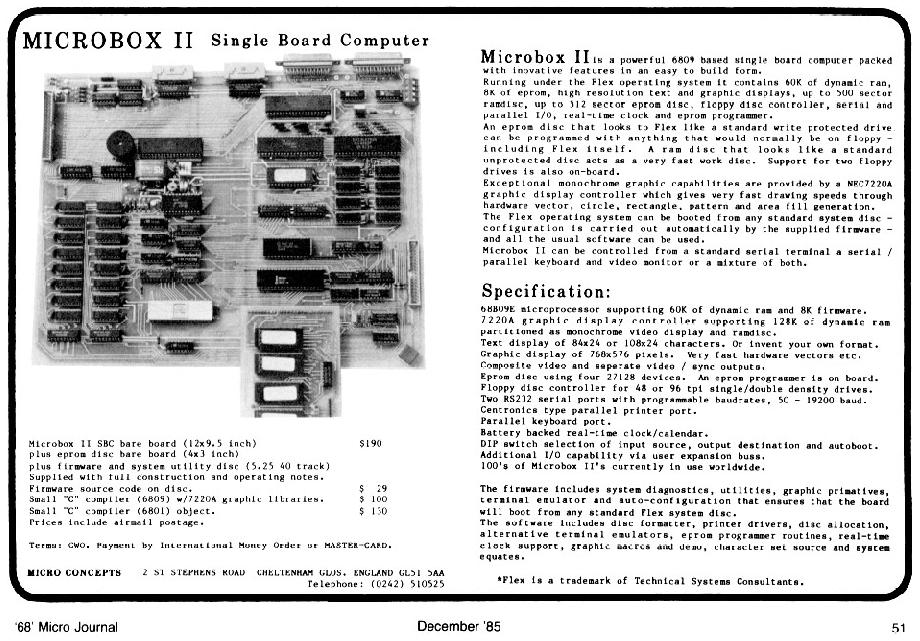 MICROBOX II Single Board Computer
Microbox II is a powerful 6809 based single board computer packed
with inovative features in an easy to build form.
Running under the Flex operating system it contains 60K of dynamic ram,
8K of eprom, high resolution text and graphic displays, up to 500 sector
ramdisc, up to 312 sector eprom disc, floppy disc controller, serial and
parallel I/O, real-time clock and eprom programmer.
An eprom disc that looks to Flex like a standard write protected drive
can be programmed with anything that would normally be on floppy -
including Flex itself. A ram disc that looks like a standard
unprotected disc acts as a very fast work disc. Support for two floppy
drives is also on-board.
Exceptional monochrome graphic capabilities are provided by a NEC7220A
graphic display controller which gives very fast drawing speeds through
hardware vector, circle, rectangle, pattern and area fill generation.
The Flex operating system can be booted from any standard system disc -
configuration is carried out automatically by the supplied firmware -
and all the usual software can be used.
Microbox II can be controlled from a standard serial terminal a serial /
parallel keyboard and video monitor or a mixture of both.
Specification:
68B09E microprocessor supporting 60K of dynamic ram and 8K firmware.
7220A graphic display controller supporting 128K of dynamic ram
partitioned as monochrome video display and ramdisc.
Text display of 84x24 or 108x24 characters. Or invent your own format.
Graphic display of 768x576 pixels. Very fast hardware vectors etc.
Composite video and seperate video / sync outputs.
Eprom disc using four 27128 devices. An eprom programmer is on board.
Floppy disc controller for 48 or 96 tpi single/double density drives.
Two RS212 serial ports with programmable baudrates, 50 - 19200 baud.
Centronics type parallel printer port.
Parallel keyboard port.
Battery backed real-time clock/calendar.
DIP switch selection of input source, output destination and autoboot.
Additional I/O capability via user expansion buss.
100's of Microbox II's currently in use worldwide.
The firmware includes system diagnostics, utilities, graphic primatives,
terminal emulator and auto-configuration that ensures that the board
will boot from any standard Flex system disc.
The software includes disc formatter, printer drivers, disc allocation,
alternative terminal emulators, eprom programmer routines, real-time
clock support, graphic macros and demo, character set source and system
equates.
*Flex is a trademark of Technical Systems Consultants.
Microbox II SBC bare board (12x9.5 inch) $190
plus eprom disc bare board (4x3 inch)
plus firmware and system utility disc (5.25 40 track)
Supplied with full construction and operating notes.
Firmware source code on disc. $ 29
Small "C" compiler (6809) w/7220A graphic libraries. $ 100
Small "C" compiler (6801) object. $ 130
Prices include airmail postage.
Terms: CWO. Payment by International Money Order or MASTER-CARD.
MICRO CONCEPTS 2 ST STEPHENS ROAD CHELTENHAM GLOS. ENGLAND GL51 5AA
Telephone: (0242) 510525
'68' Micro Journal December '85 51